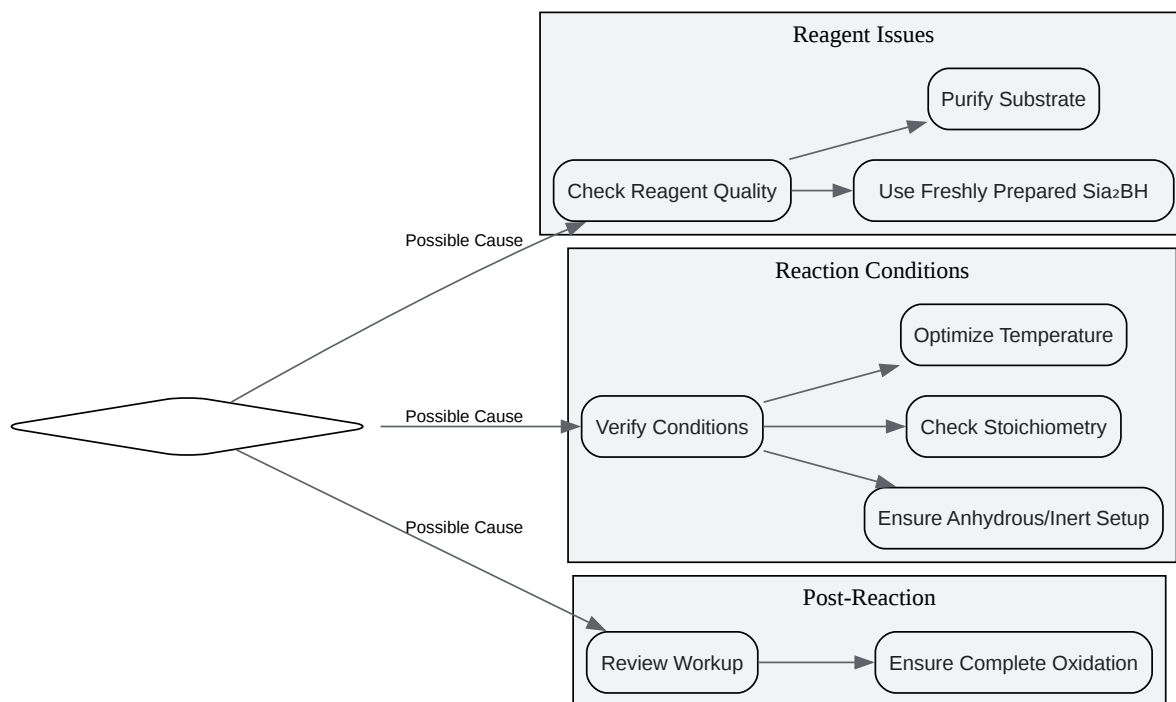 Reagent Issues
Purify Substrate
Check Reagent Quality
Use Freshly Prepared Sia₂BH
Possible Cause
Reaction Conditions
Optimize Temperature
Possible Cause
Verify Conditions
Check Stoichiometry
Ensure Anhydrous/Inert Setup
Possible Cause
Post-Reaction
Review Workup
Ensure Complete Oxidation